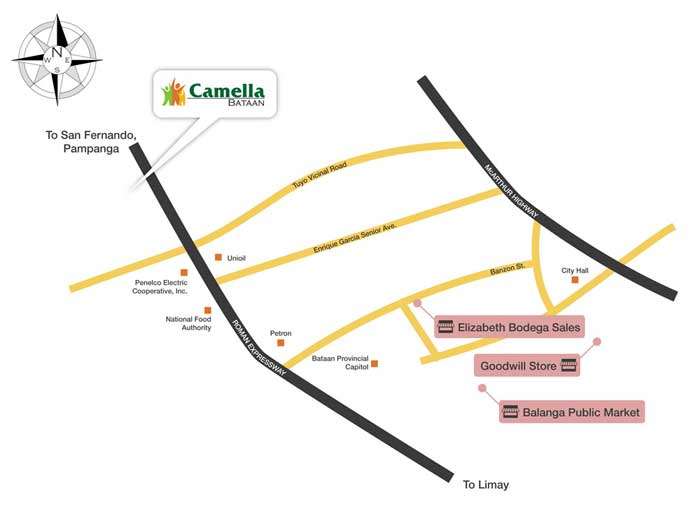 N
W E
S
Camella
BATAAN
To San Fernando,
Pampanga
Tuyo Vicinal Road
McARTHUR HIGHWAY
Enrique Garcia Senior Ave.
Unioil
Penelco Electric
Cooperative, Inc.
Banzon St.
City Hall
National Food
Authority
ROMAN EXPRESSWAY
Petron
Elizabeth Bodega Sales
Bataan Provincial
Capitol
Goodwill Store
Balanga Public Market
To Limay